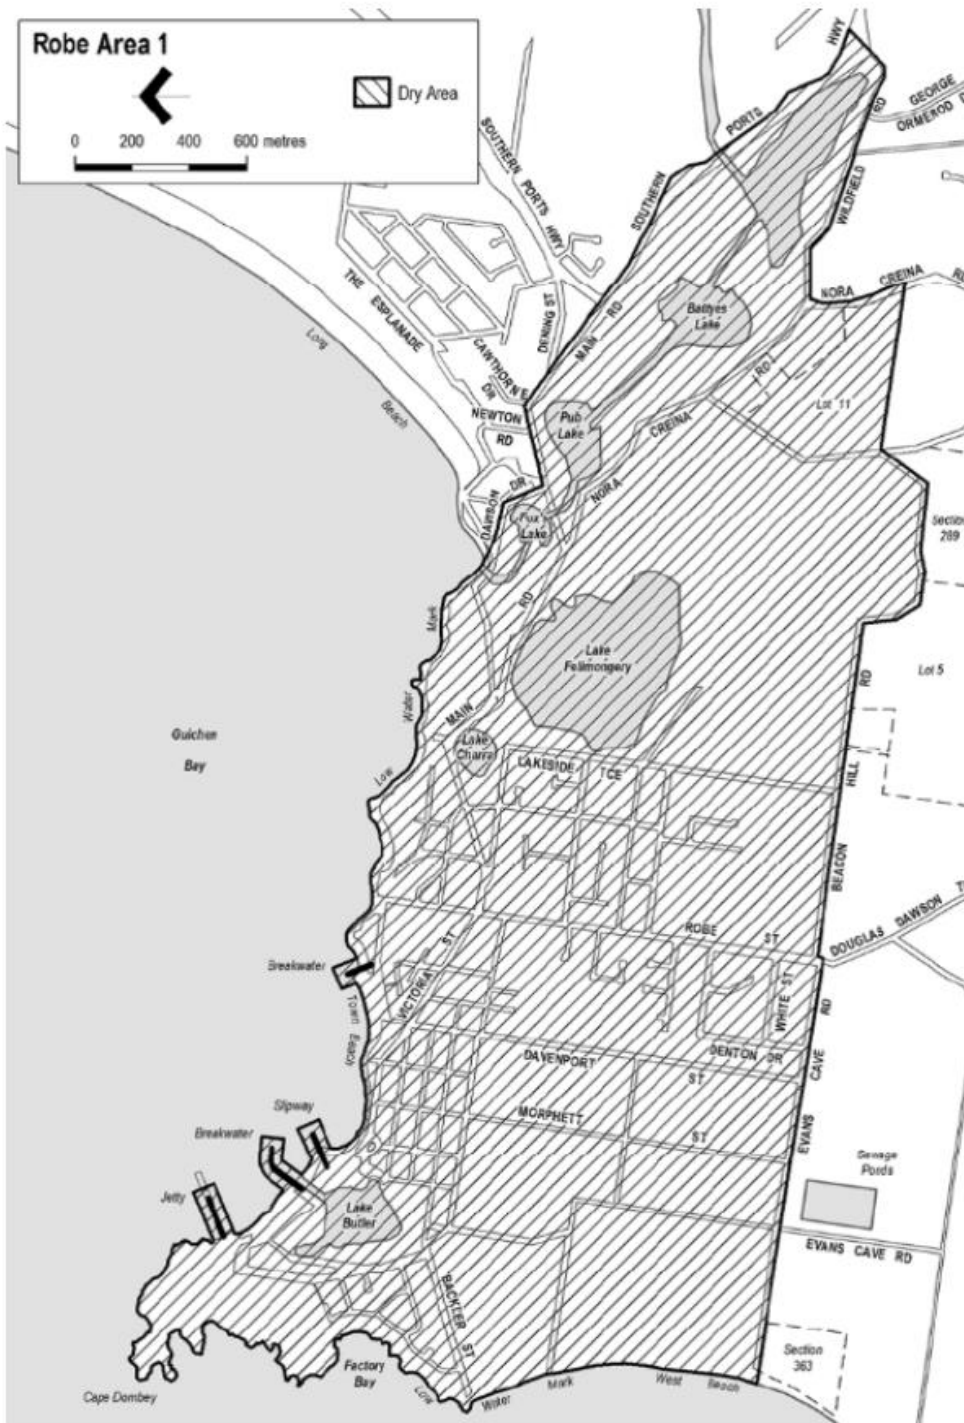 Robe Area 1
Dry Area
0 200 400 600 metres
HWY
PORTS
SOUTHERN
GEORGE
ORMEROD D
RD
WILDFIELD
SOUTHERN PORTS HWY
THE ESPLANADE
Long
Beach
CAWTHORNE
DR
DENING ST
MAIN RD
Battyes
Lake
NORA CREINA RD
Lot 11
NEWTON
RD
Pub
Lake
CREINA
RD
NORA
DAWSON DR
Fox's
Lake
Section
289
RD
MAIN
Lake
Fellmongery
Lot 5
Mark
Water
Low
Guichen
Bay
Lake
Charra
LAKESIDE TCE
RD
HILL
BEACON
ROBE ST
DOUGLAS DAWSON T
Breakwater
Town Beach
VICTORIA ST
WHITE ST
RD
CAVE
EVANS
DENTON DR
DAVENPORT ST
MORPHETT ST
Slipway
Breakwater
Jetty
Lake
Butler
Sewage
Ponds
EVANS CAVE RD
BACKLER ST
Section
363
Factory
Bay
Cape Dombey
Low Water Mark West Beach